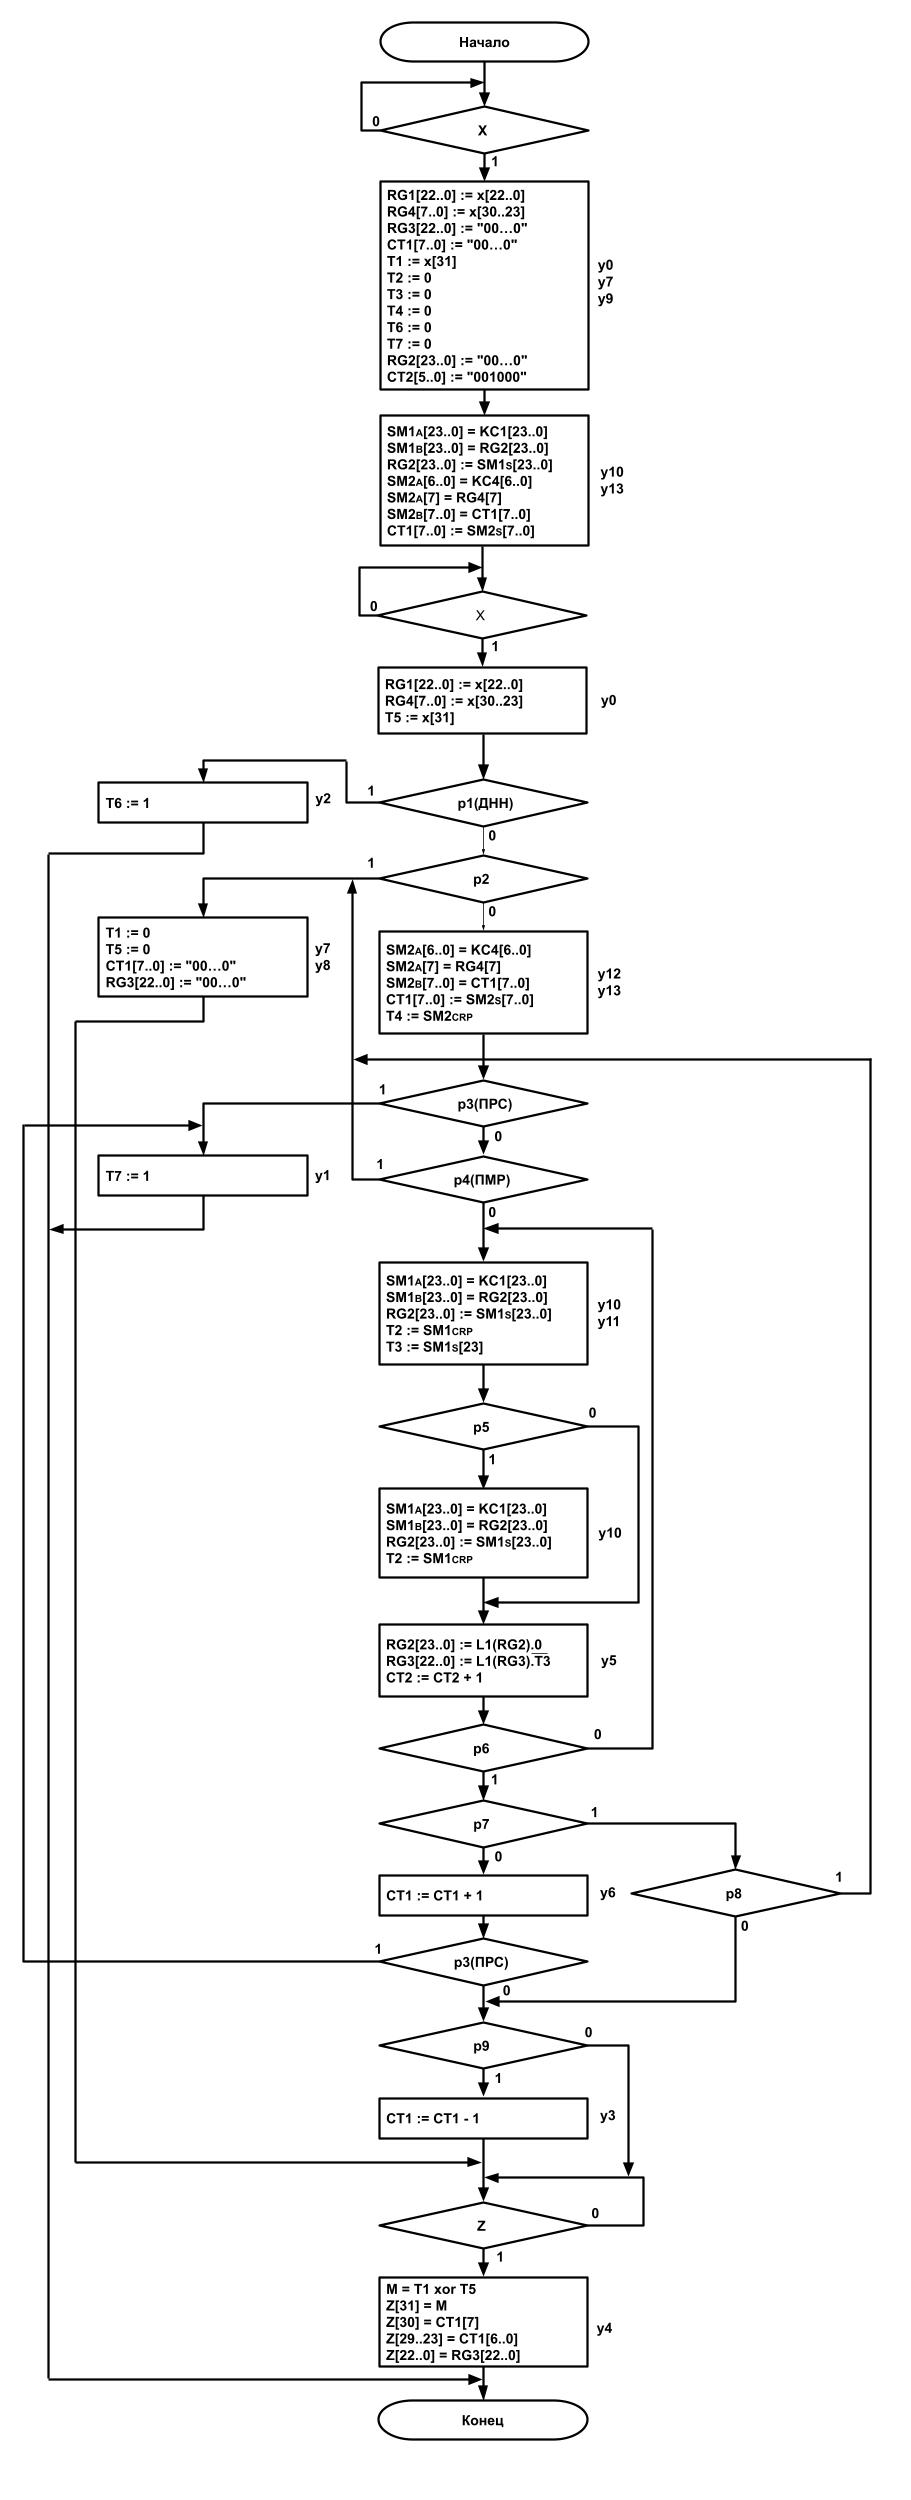 Начало
X
0
1
RG1[22..0] := x[22..0]
RG4[7..0] := x[30..23]
RG3[22..0] := "00…0"
CT1[7..0] := "00…0"
T1 := x[31]
T2 := 0
T3 := 0
T4 := 0
T6 := 0
T7 := 0
RG2[23..0] := "00…0"
CT2[5..0] := "001000"
y0
y7
y9
SM1A[23..0] = KC1[23..0]
SM1B[23..0] = RG2[23..0]
RG2[23..0] := SM1S[23..0]
SM2A[6..0] = KC4[6..0]
SM2A[7] = RG4[7]
SM2B[7..0] = CT1[7..0]
CT1[7..0] := SM2S[7..0]
y10
y13
X
0
1
RG1[22..0] := x[22..0]
RG4[7..0] := x[30..23]
T5 := x[31]
y0
p1(ДНН)
1
0
T6 := 1
y2
p2
1
0
T1 := 0
T5 := 0
CT1[7..0] := "00…0"
RG3[22..0] := "00…0"
y7
y8
SM2A[6..0] = KC4[6..0]
SM2A[7] = RG4[7]
SM2B[7..0] = CT1[7..0]
CT1[7..0] := SM2S[7..0]
T4 := SM2CRP
y12
y13
p3(ПРС)
1
0
T7 := 1
y1
p4(ПМР)
1
0
SM1A[23..0] = KC1[23..0]
SM1B[23..0] = RG2[23..0]
RG2[23..0] := SM1S[23..0]
T2 := SM1CRP
T3 := SM1S[23]
y10
y11
p5
0
1
SM1A[23..0] = KC1[23..0]
SM1B[23..0] = RG2[23..0]
RG2[23..0] := SM1S[23..0]
T2 := SM1CRP
y10
RG2[23..0] := L1(RG2).0
RG3[22..0] := L1(RG3).T̅3̅
CT2 := CT2 + 1
y5
p6
0
1
p7
1
0
CT1 := CT1 + 1
y6
p8
1
0
p3(ПРС)
1
0
p9
0
1
CT1 := CT1 - 1
y3
Z
0
1
M = T1 xor T5
Z[31] = M
Z[30] = CT1[7]
Z[29..23] = CT1[6..0]
Z[22..0] = RG3[22..0]
y4
Конец